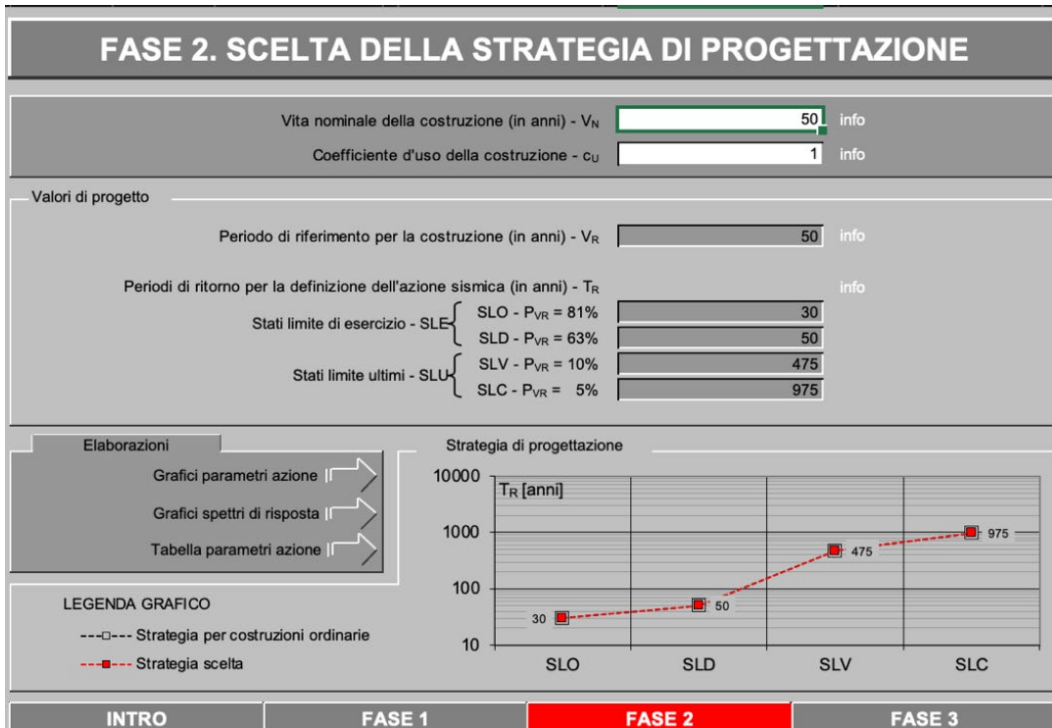 FASE 2. SCELTA DELLA STRATEGIA DI PROGETTAZIONE
Vita nominale della costruzione (in anni) - VN 50 info
Coefficiente d'uso della costruzione - cU 1 info
Valori di progetto
Periodo di riferimento per la costruzione (in anni) - VR 50 info
Periodi di ritorno per la definizione dell'azione sismica (in anni) - TR info
Stati limite di esercizio - SLE
SLO - PVR = 81% 30
SLD - PVR = 63% 50
Stati limite ultimi - SLU
SLV - PVR = 10% 475
SLC - PVR = 5% 975
Elaborazioni
Grafici parametri azione
Grafici spettri di risposta
Tabella parametri azione
LEGENDA GRAFICO
Strategia per costruzioni ordinarie
Strategia scelta
Strategia di progettazione
TR [anni]
10000
1000
100
10
30
50
475
975
SLO SLD SLV SLC
INTRO FASE 1 FASE 2 FASE 3